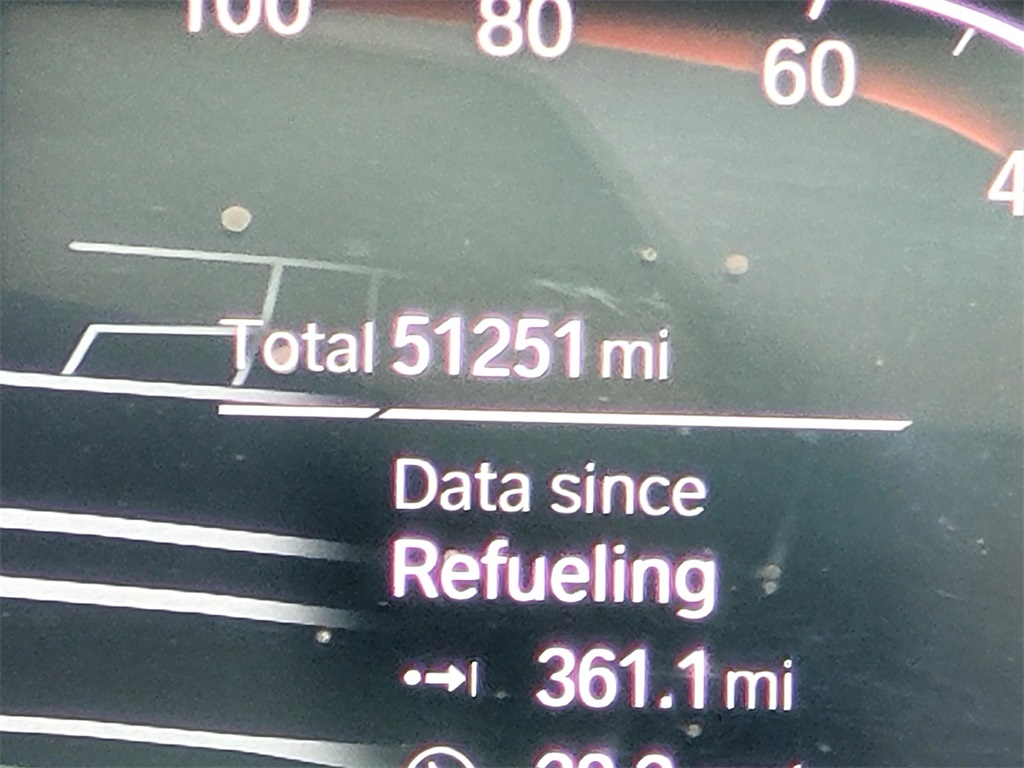 100 80 60
Total 51251 mi
Data since
Refueling
361.1 mi